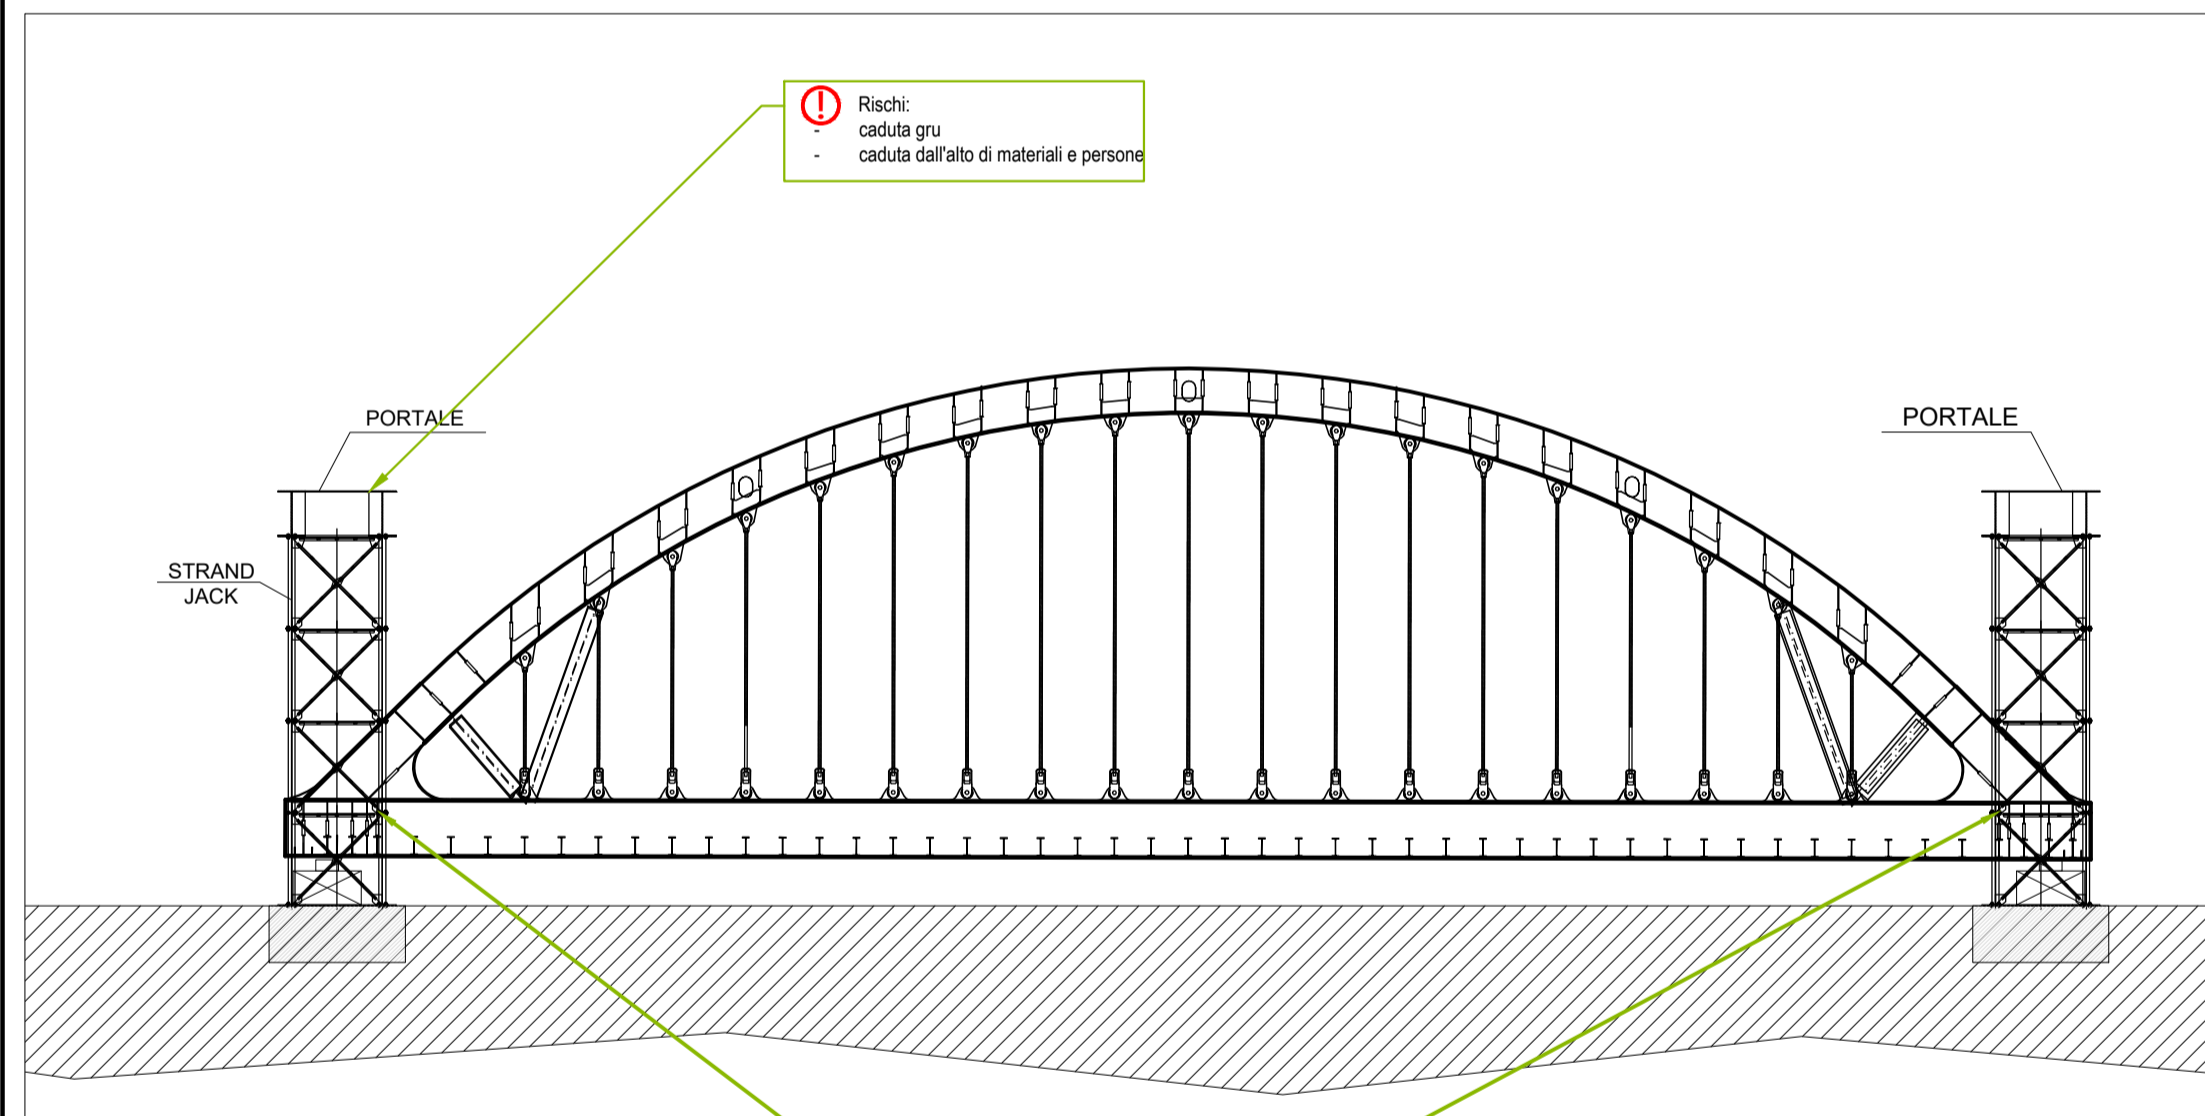 Rischi:
- caduta gru
- caduta dall'alto di materiali e persone
PORTALE
PORTALE
STRAND
JACK